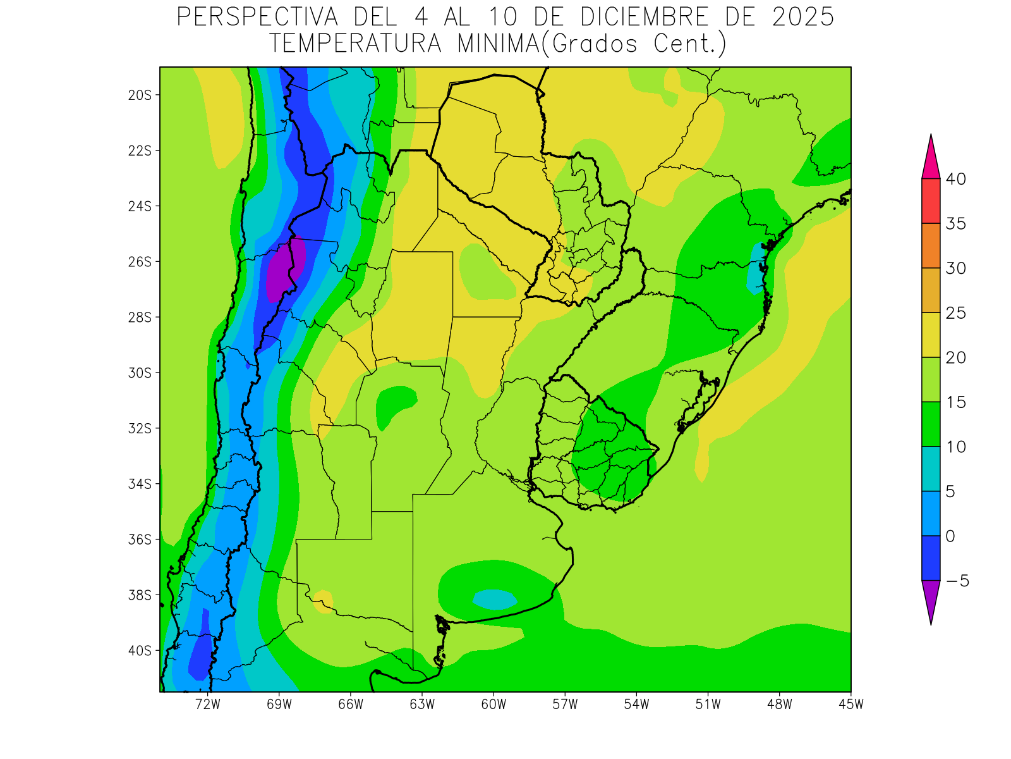 PERSPECTIVA DEL 4 AL 10 DE DICIEMBRE DE 2025
TEMPERATURA MINIMA(Grados Cent.)
20S
22S
24S
26S
28S
30S
32S
34S
36S
38S
40S
72W 69W 66W 63W 60W 57W 54W 51W 48W 45W
40
35
30
25
20
15
10
5
0
−5